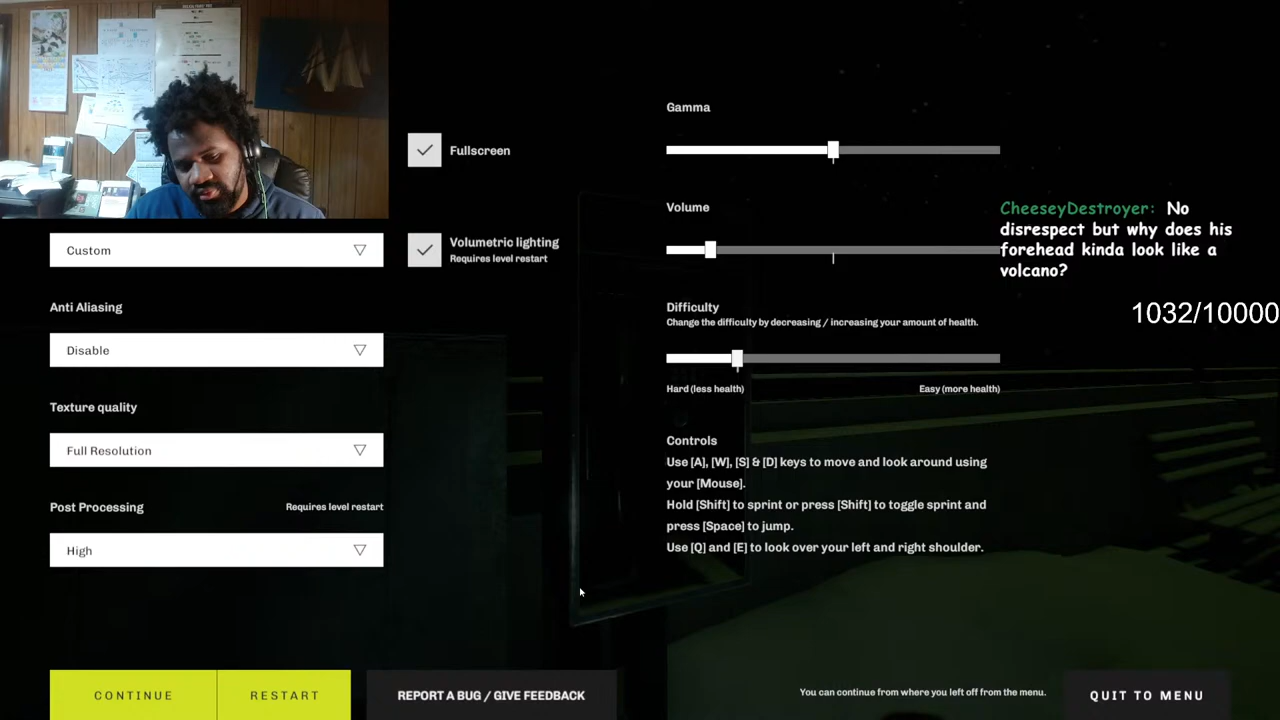 Fullscreen
Custom
Volumetric lighting
Requires level restart
Anti Aliasing
Disable
Texture quality
Full Resolution
Post Processing
Requires level restart
High
Gamma
Volume
Difficulty
Change the difficulty by decreasing / increasing your amount of health.
Hard (less health)
Easy (more health)
Controls
Use [A], [W], [S] & [D] keys to move and look around using
your [Mouse].
Hold [Shift] to sprint or press [Shift] to toggle sprint and
press [Space] to jump.
Use [Q] and [E] to look over your left and right shoulder.
CheeseyDestroyer: No
disrespect but why does his
forehead kinda look like a
volcano?
1032/10000
CONTINUE
RESTART
REPORT A BUG / GIVE FEEDBACK
You can continue from where you left off from the menu.
QUIT TO MENU